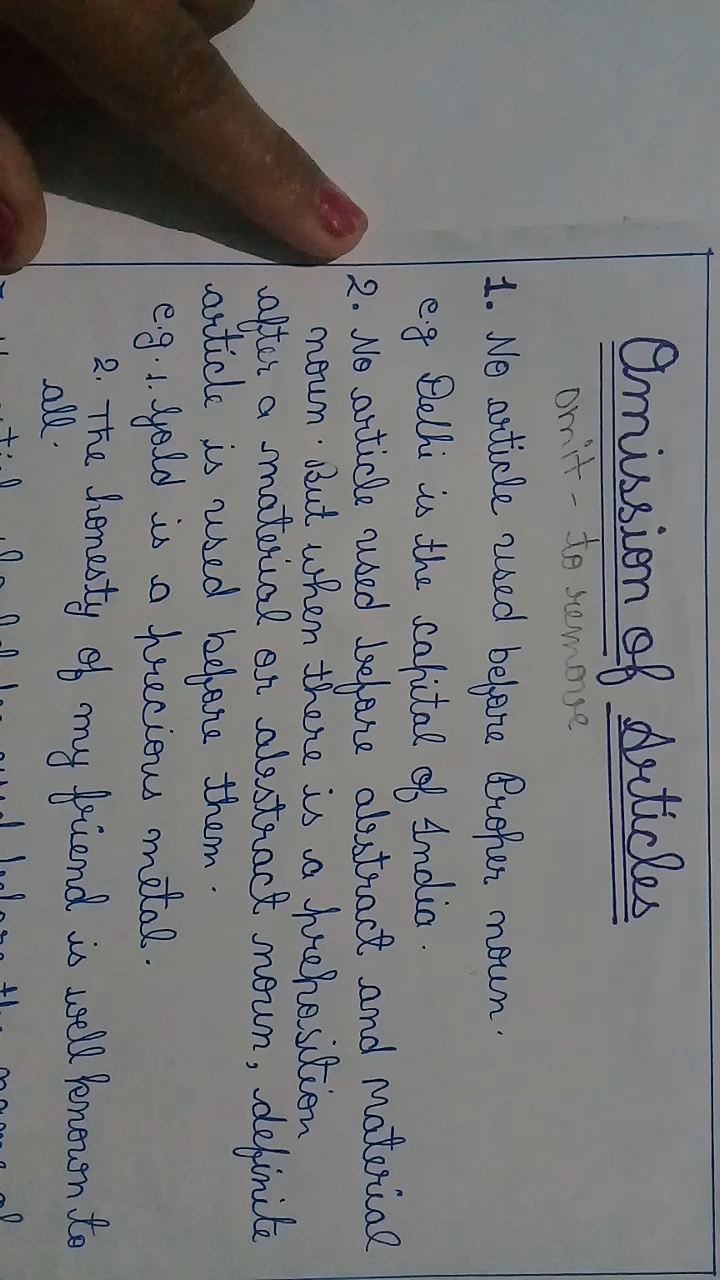 Omission of Articles
omit - to remove
1. No article used before Proper noun.
e.g Delhi is the capital of India.
2. No article used before abstract and Material
noun. But when there is a preposition
after a material or abstract noun, definite
article is used before them.
e.g. 1. Gold is a precious metal.
2. The honesty of my friend is well known to
all.